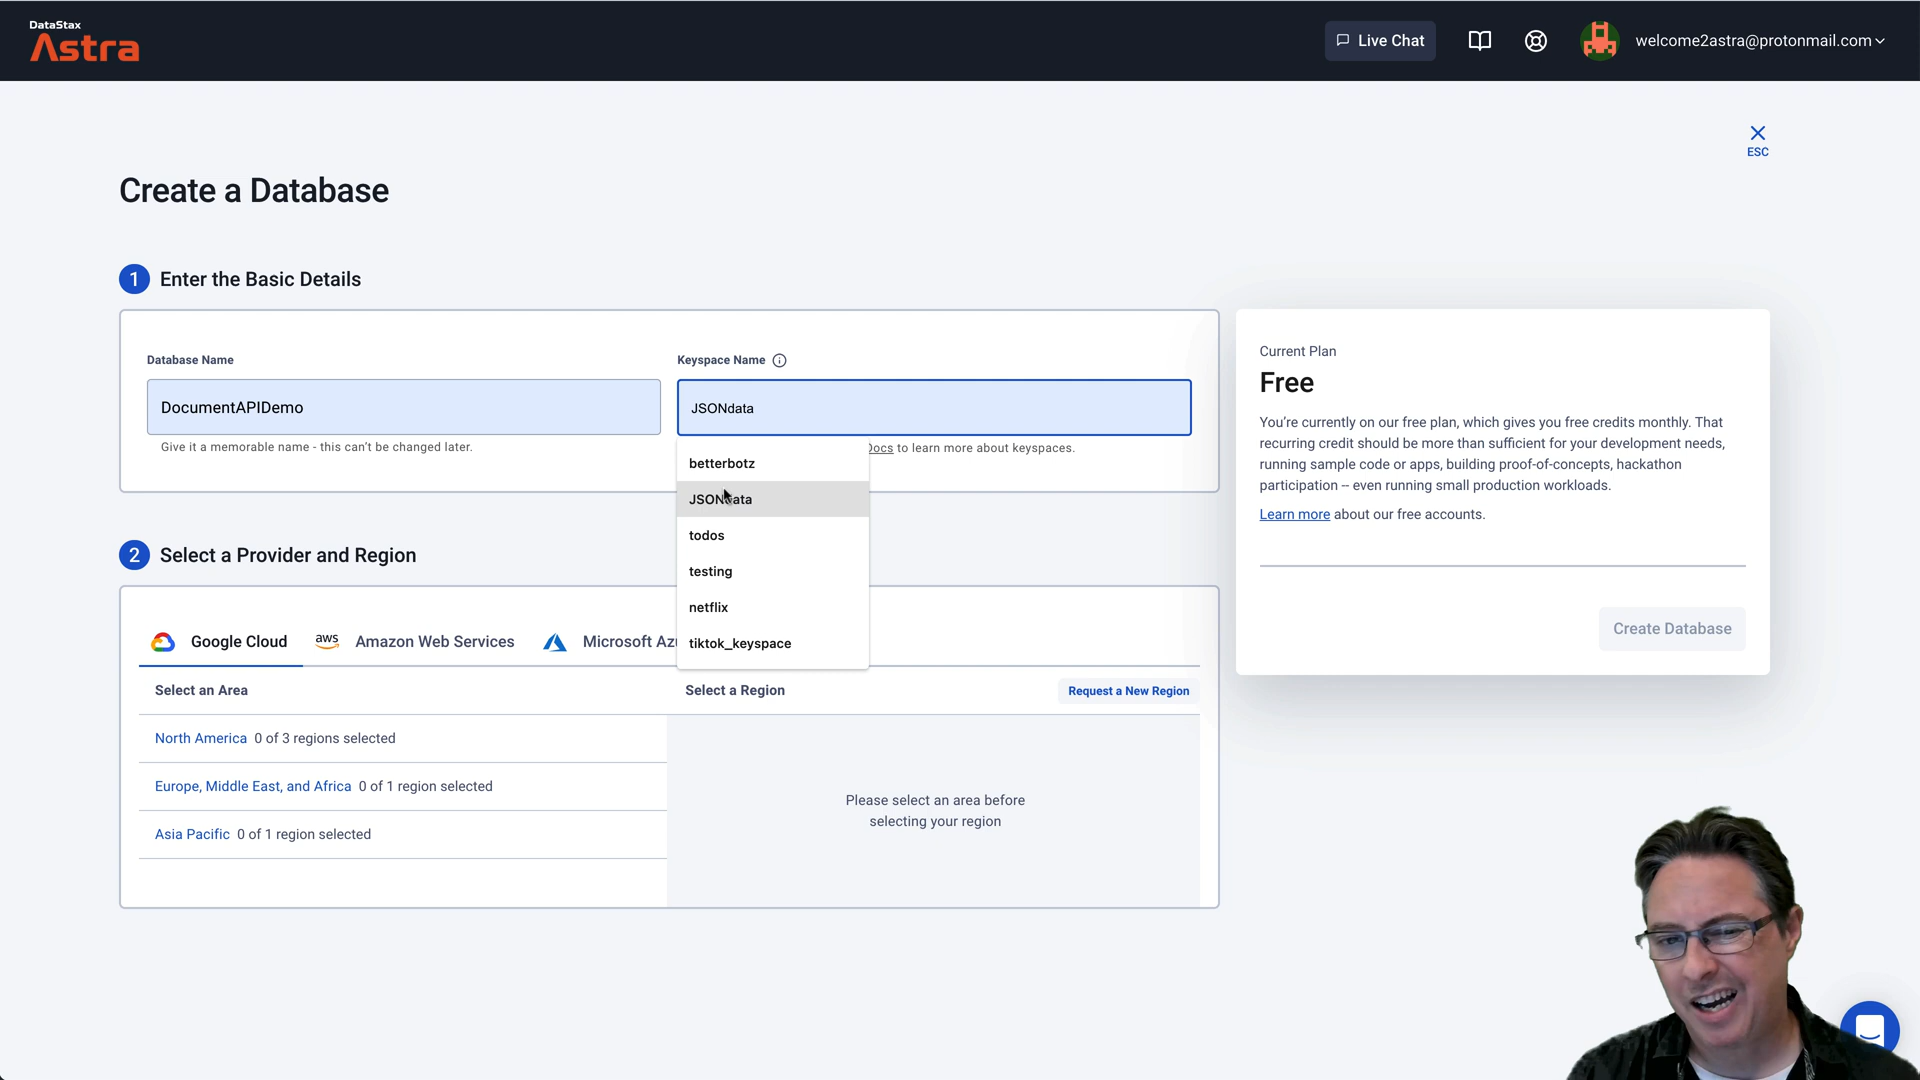 DataStax
Astra
Live Chat
welcome2astra@protonmail.com
ESC
Create a Database
1 Enter the Basic Details
Database Name
Keyspace Name
DocumentAPIDemo
JSONdata
Give it a memorable name - this can't be changed later.
Docs to learn more about keyspaces.
betterbotz
JSONdata
todos
testing
netflix
tiktok_keyspace
Current Plan
Free
You're currently on our free plan, which gives you free credits monthly. That
recurring credit should be more than sufficient for your development needs,
running sample code or apps, building proof-of-concepts, hackathon
participation -- even running small production workloads.
Learn more about our free accounts.
Create Database
2 Select a Provider and Region
Google Cloud
aws Amazon Web Services
Microsoft Azu
Select an Area
Select a Region
Request a New Region
North America 0 of 3 regions selected
Europe, Middle East, and Africa 0 of 1 region selected
Asia Pacific 0 of 1 region selected
Please select an area before
selecting your region